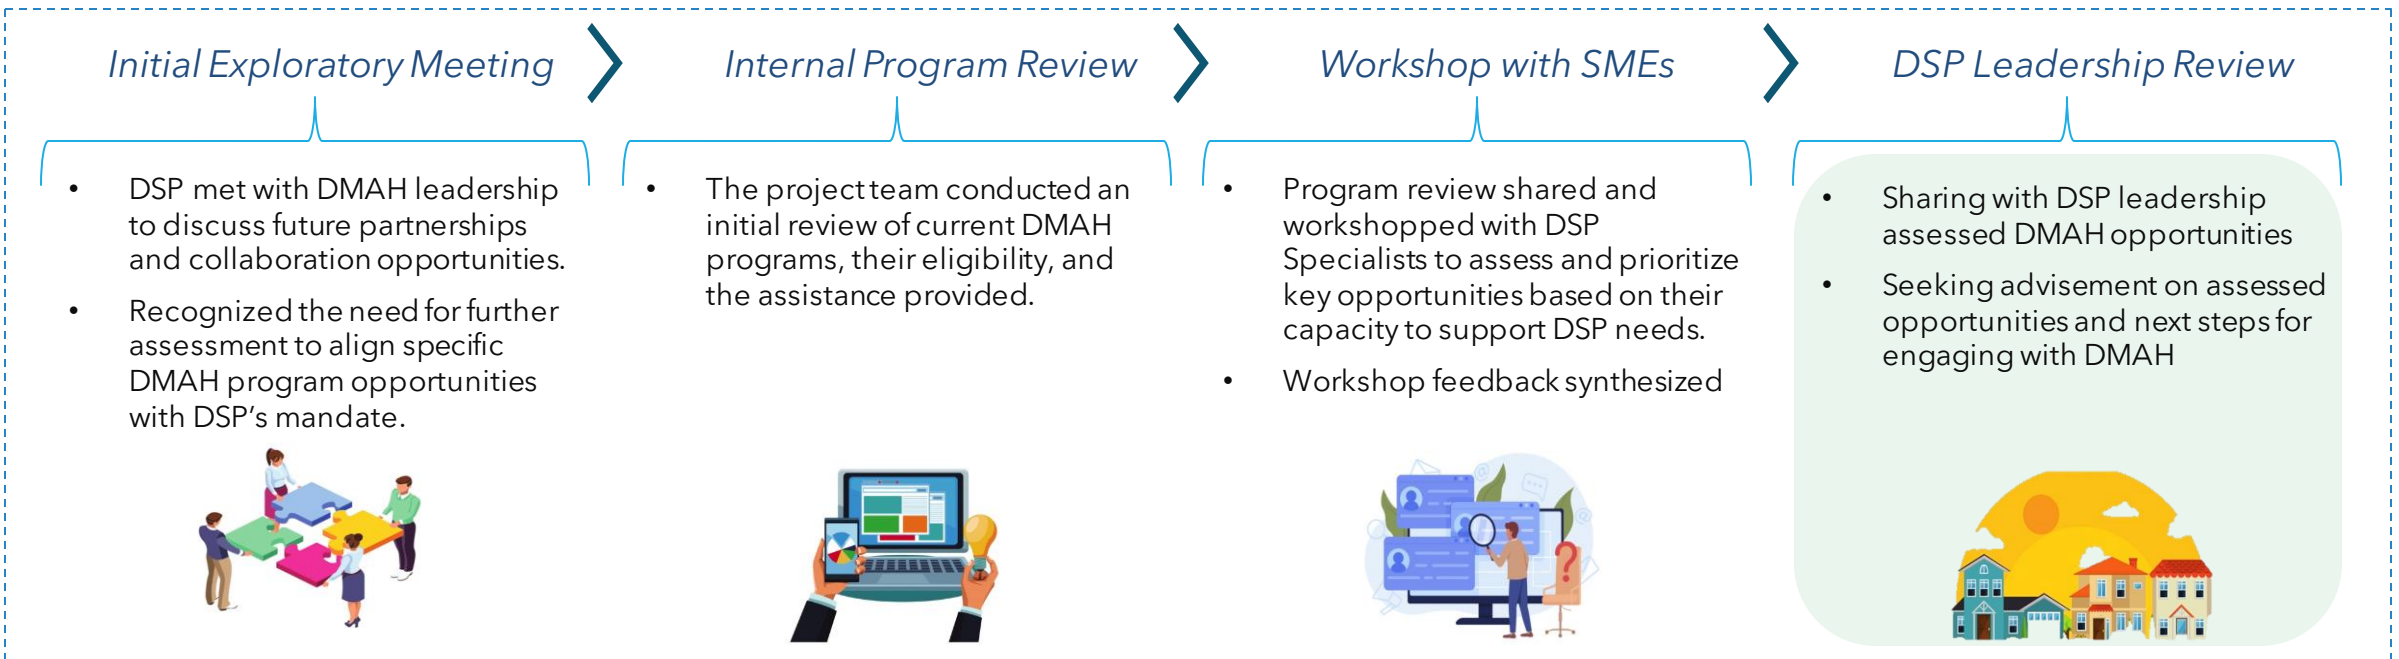 Initial Exploratory Meeting
• DSP met with DMAH leadership
to discuss future partnerships
and collaboration opportunities.
• Recognized the need for further
assessment to align specific
DMAH program opportunities
with DSP’s mandate.
Internal Program Review
• The project team conducted an
initial review of current DMAH
programs, their eligibility, and
the assistance provided.
Workshop with SMEs
• Program review shared and
workshopped with DSP
Specialists to assess and prioritize
key opportunities based on their
capacity to support DSP needs.
• Workshop feedback synthesized
DSP Leadership Review
• Sharing with DSP leadership
assessed DMAH opportunities
• Seeking advisement on assessed
opportunities and next steps for
engaging with DMAH